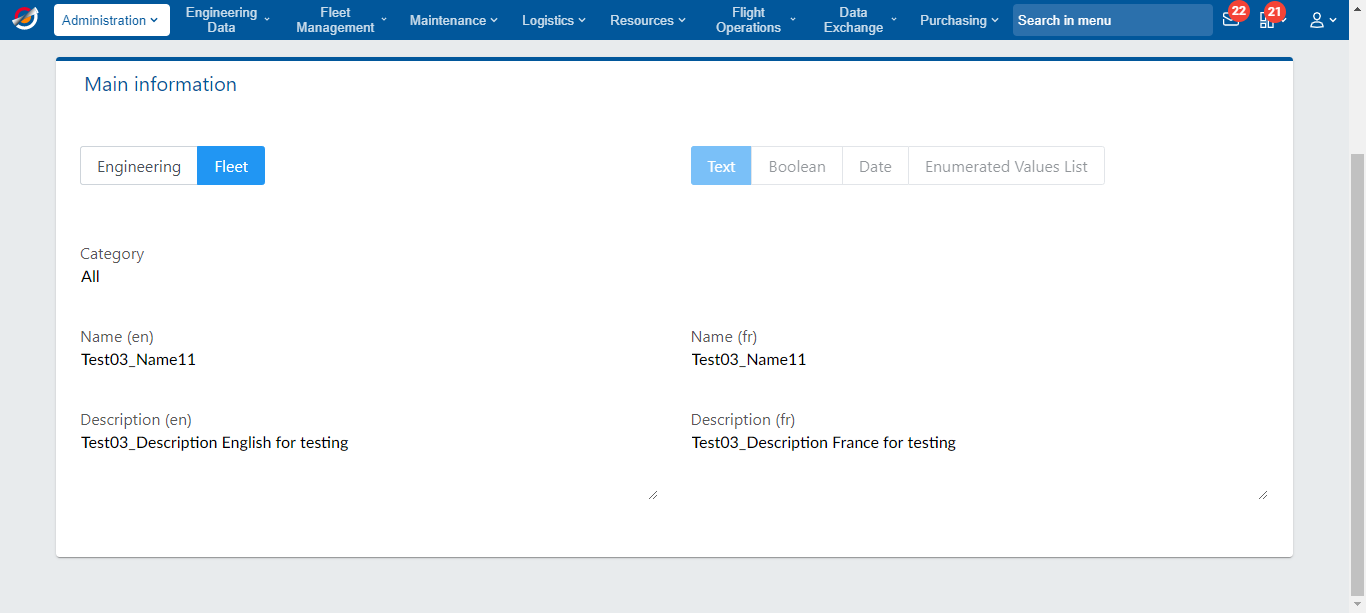 Administration
Engineering
Data
Fleet
Management
Maintenance
Logistics
Resources
Flight
Operations
Data
Exchange
Purchasing
Search in menu
22
21
Main information
Engineering
Fleet
Text
Boolean
Date
Enumerated Values List
Category
All
Name (en)
Test03_Name11
Name (fr)
Test03_Name11
Description (en)
Test03_Description English for testing
Description (fr)
Test03_Description France for testing